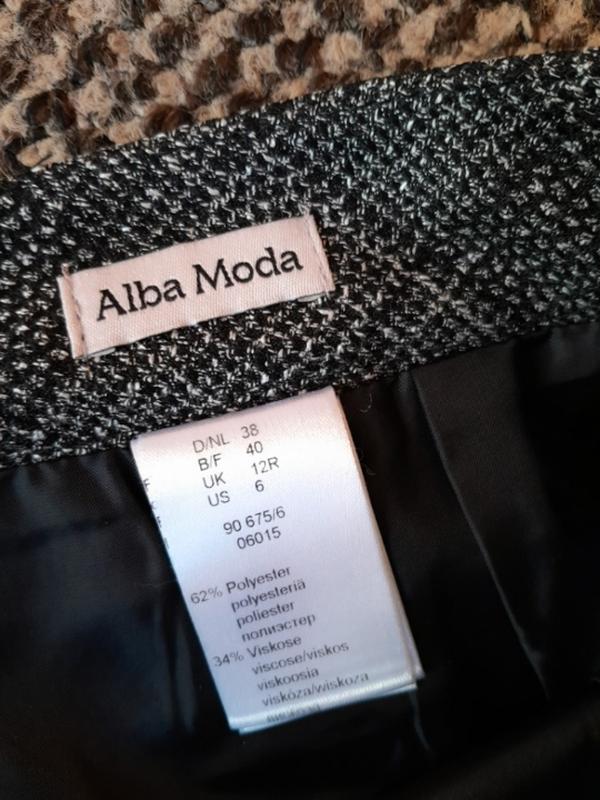 Alba Moda
D/NL 38
B/F 40
UK 12R
US 6
90 675/6
06015
62% Polyester
polyesteriä
poliester
полиэстер
34% Viskose
viscose/viskos
viskoosia
viskóza/wiskoza